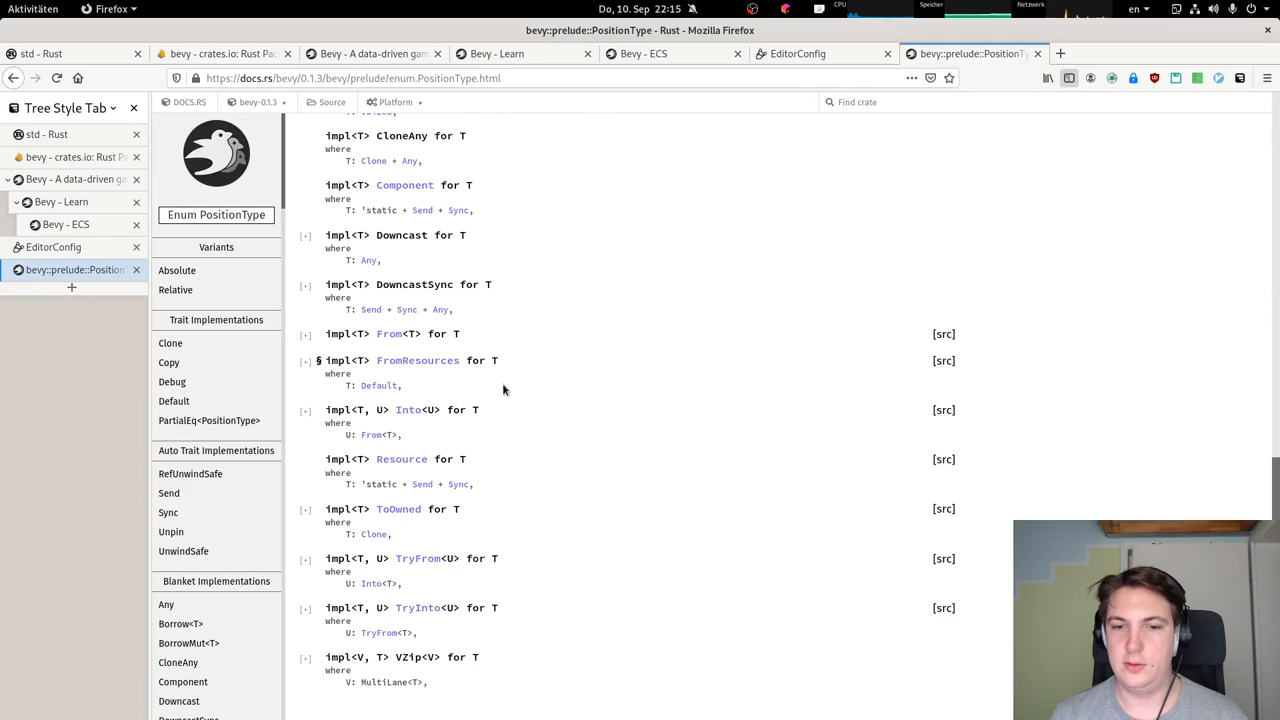 Aktivitäten Firefox Do, 10. Sep. 22:15 CPU Speicher Netzwerk
bevy::prelude::PositionType - Rust - Mozilla Firefox
std - Rust bevy - crates.io: Rust Pac Bevy - A data-driven gam Bevy - Learn Bevy - ECS EditorConfig bevy::prelude::PositionTy
https://docs.rs/bevy/0.1.3/bevy/prelude/enum.PositionType.html
Tree Style Tab
std - Rust
bevy - crates.io: Rust Pa
Bevy - A data-driven ga
Bevy - Learn
Bevy - ECS
EditorConfig
bevy::prelude::Position
DOCS.RS bevy-0.1.3 Source Platform Find crate
Enum PositionType
Variants
Absolute
Relative
Trait Implementations
Clone
Copy
Debug
Default
PartialEq<PositionType>
Auto Trait Implementations
RefUnwindSafe
Send
Sync
Unpin
UnwindSafe
Blanket Implementations
Any
Borrow<T>
BorrowMut<T>
CloneAny
Component
Downcast
DowncastSync
impl<T> CloneAny for T
where
T: Clone + Any,
impl<T> Component for T
where
T: 'static + Send + Sync,
[+] impl<T> Downcast for T
where
T: Any,
[+] impl<T> DowncastSync for T
where
T: Send + Sync + Any,
[+] impl<T> From<T> for T [src]
[+] § impl<T> FromResources for T [src]
where
T: Default,
[+] impl<T, U> Into<U> for T [src]
where
U: From<T>,
impl<T> Resource for T [src]
where
T: 'static + Send + Sync,
[+] impl<T> ToOwned for T [src]
where
T: Clone,
[+] impl<T, U> TryFrom<U> for T [src]
where
U: Into<T>,
[+] impl<T, U> TryInto<U> for T [src]
where
U: TryFrom<T>,
[+] impl<V, T> VZip<V> for T
where
V: MultiLane<T>,